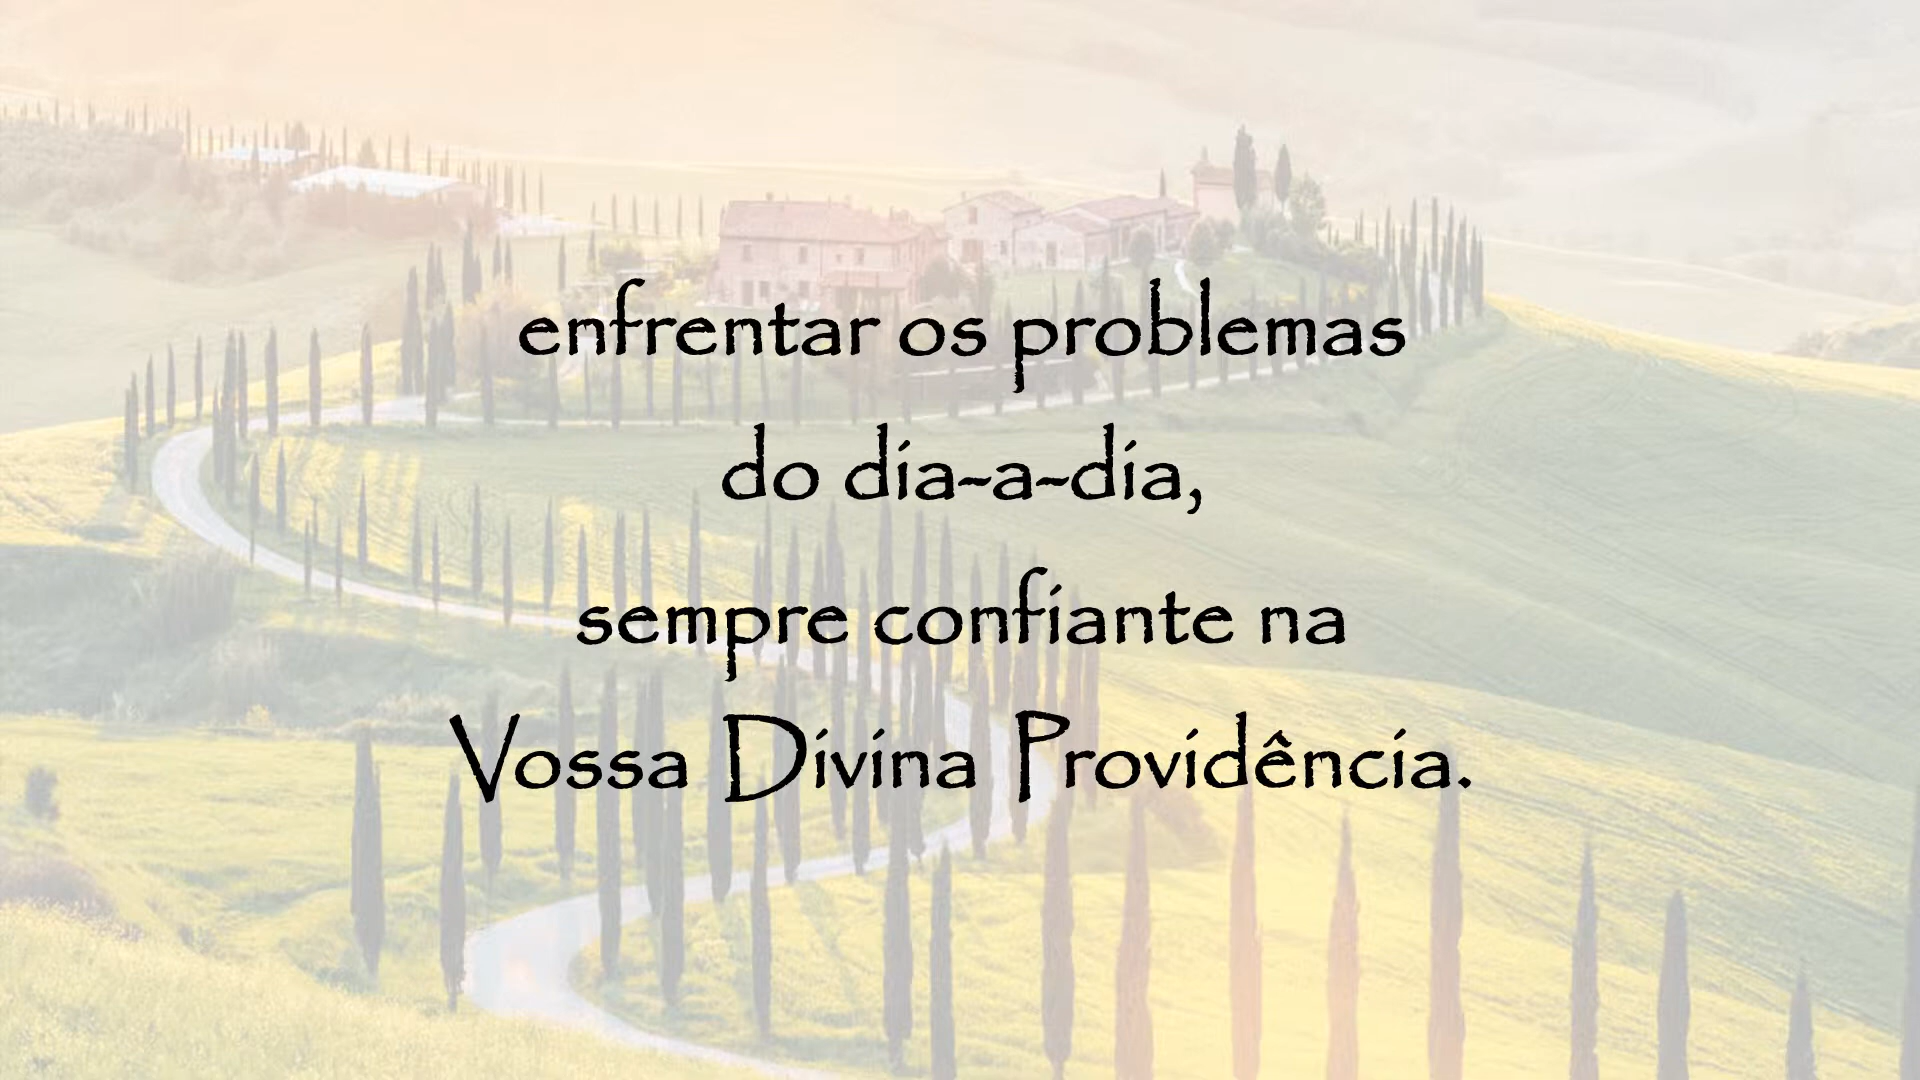 enfrentar os problemas
do dia-a-dia,
sempre confiante na
Vossa Divina Providência.